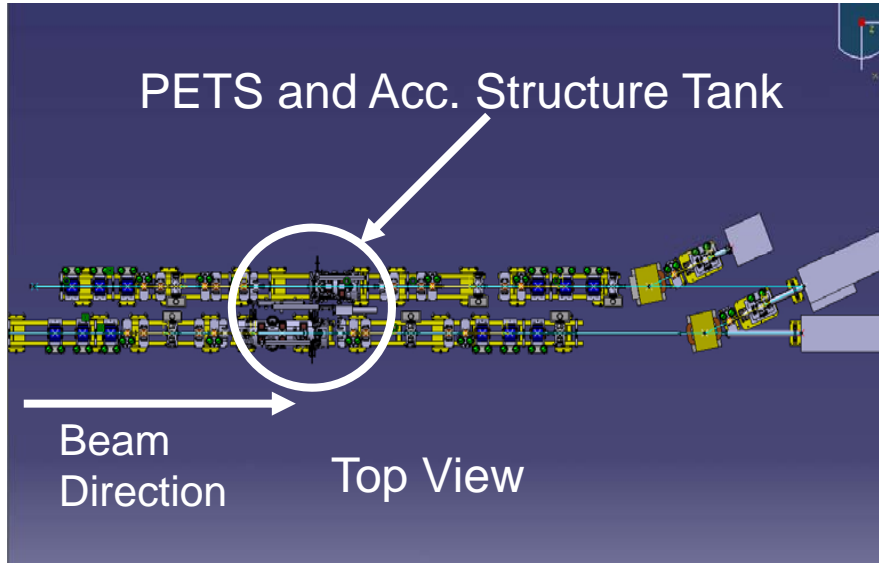 PETS and Acc. Structure Tank
Beam
Direction
Top View